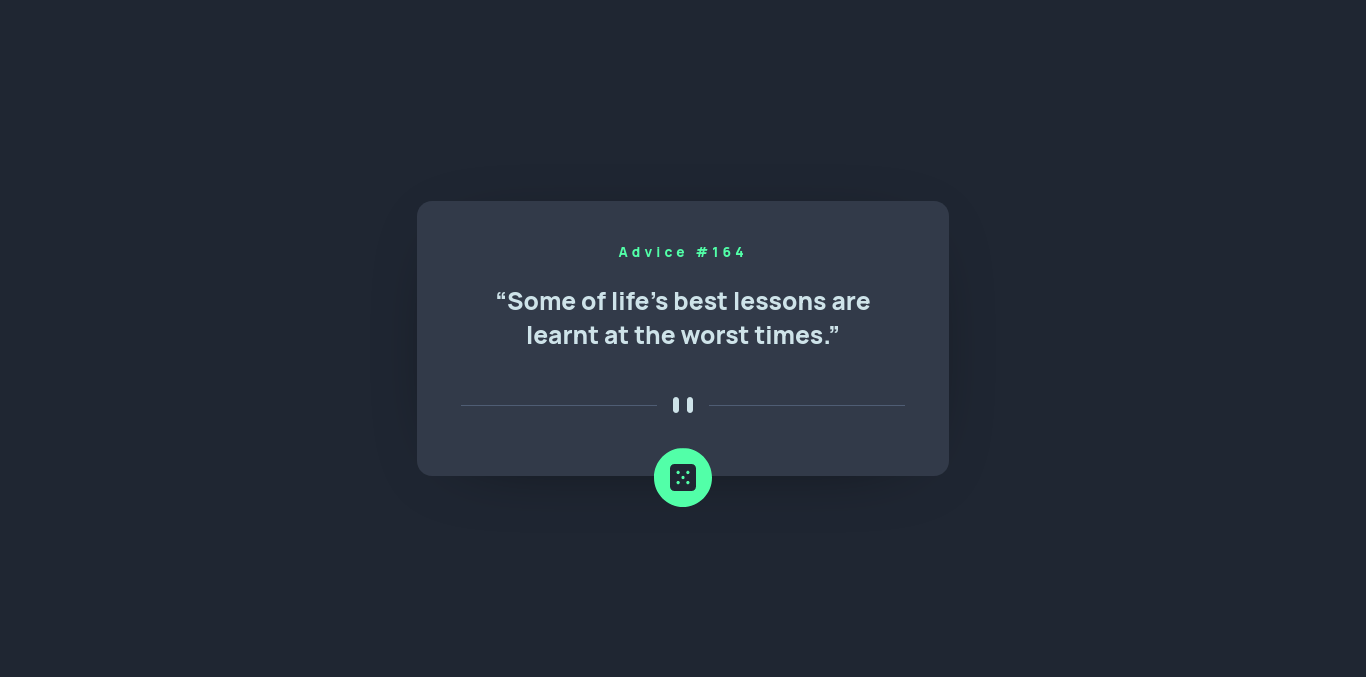 Advice #164
“Some of life’s best lessons are
learnt at the worst times.”